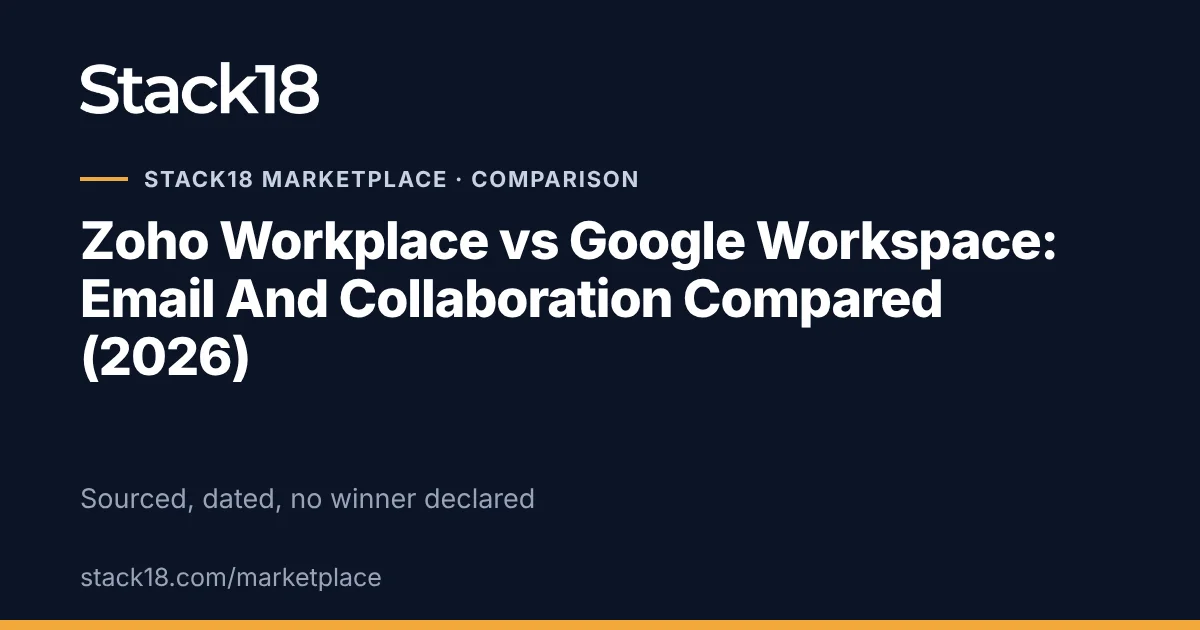 Stack18
STACK18 MARKETPLACE · COMPARISON
Zoho Workplace vs Google Workspace:
Email And Collaboration Compared
(2026)
Sourced, dated, no winner declared
stack18.com/marketplace